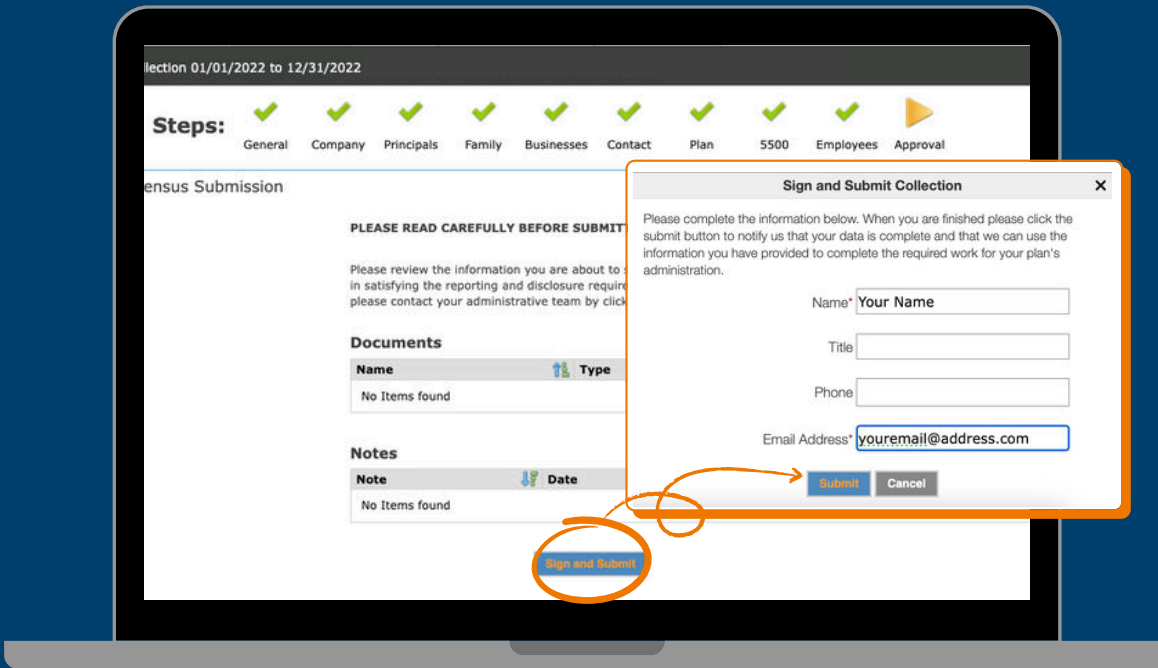 llection 01/01/2022 to 12/31/2022
Steps:
General Company Principals Family Businesses Contact Plan 5500 Employees Approval
ensus Submission
PLEASE READ CAREFULLY BEFORE SUBMIT
Please review the information you are about to
in satisfying the reporting and disclosure require
please contact your administrative team by click
Documents
Name Type
No Items found
Notes
Note Date
No Items found
Sign and Submit
Sign and Submit Collection
Please complete the information below. When you are finished please click the
submit button to notify us that your data is complete and that we can use the
information you have provided to complete the required work for your plan's
administration.
Name* Your Name
Title
Phone
Email Address* youremail@address.com
Submit Cancel